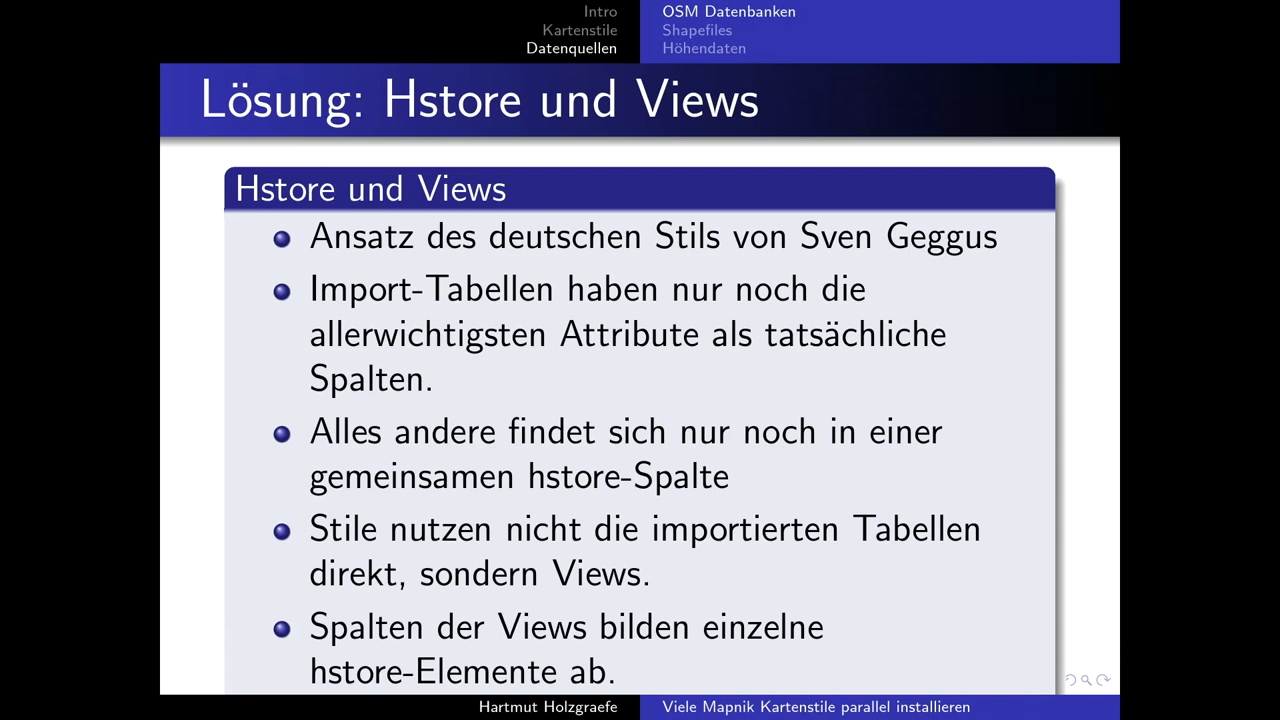 Intro
Kartenstile
Datenquellen
OSM Datenbanken
Shapefiles
Höhendaten
Lösung: Hstore und Views
Hstore und Views
Ansatz des deutschen Stils von Sven Geggus
Import-Tabellen haben nur noch die
allerwichtigsten Attribute als tatsächliche
Spalten.
Alles andere findet sich nur noch in einer
gemeinsamen hstore-Spalte
Stile nutzen nicht die importierten Tabellen
direkt, sondern Views.
Spalten der Views bilden einzelne
hstore-Elemente ab.
Hartmut Holzgraefe
Viele Mapnik Kartenstile parallel installieren